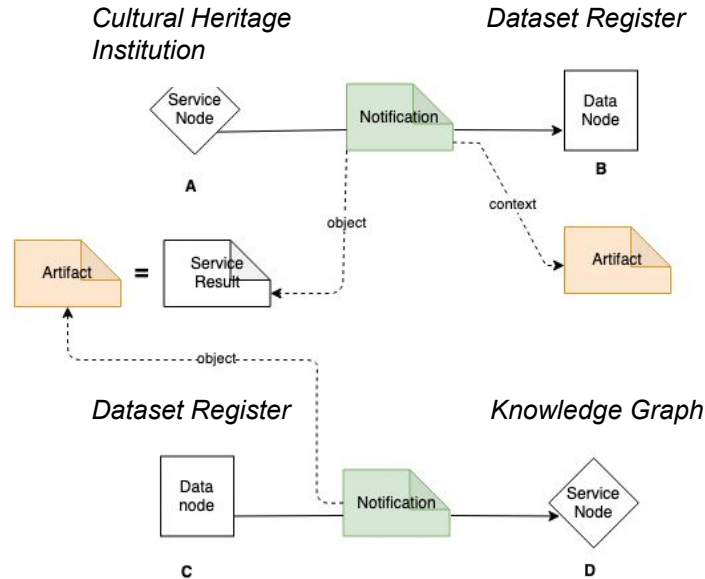 Cultural Heritage
Institution
Dataset Register
Service
Node
Notification
Data
Node
A
B
object
context
Artifact
=
Service
Result
Artifact
object
Dataset Register
Knowledge Graph
Data
node
Notification
Service
Node
C
D